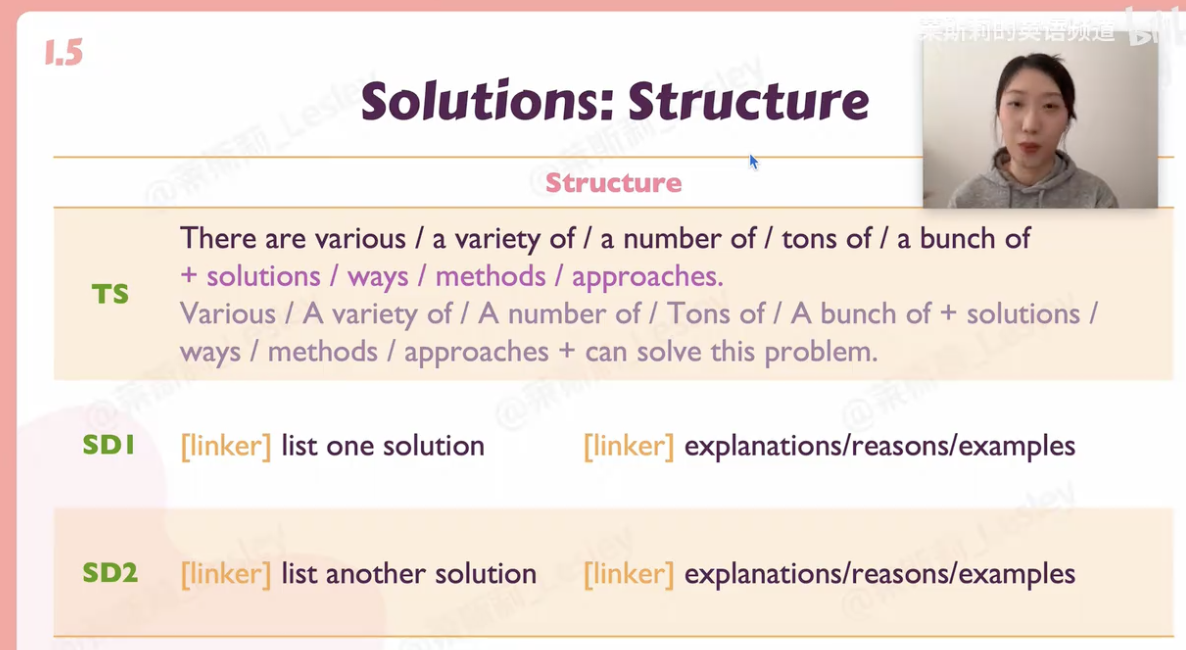 莱斯莉的英语频道
1.5
Solutions: Structure
Structure
TS
There are various / a variety of / a number of / tons of / a bunch of
+ solutions / ways / methods / approaches.
Various / A variety of / A number of / Tons of / A bunch of + solutions /
ways / methods / approaches + can solve this problem.
SD1
[linker] list one solution
[linker] explanations/reasons/examples
SD2
[linker] list another solution
[linker] explanations/reasons/examples
@莱斯莉_Lesley